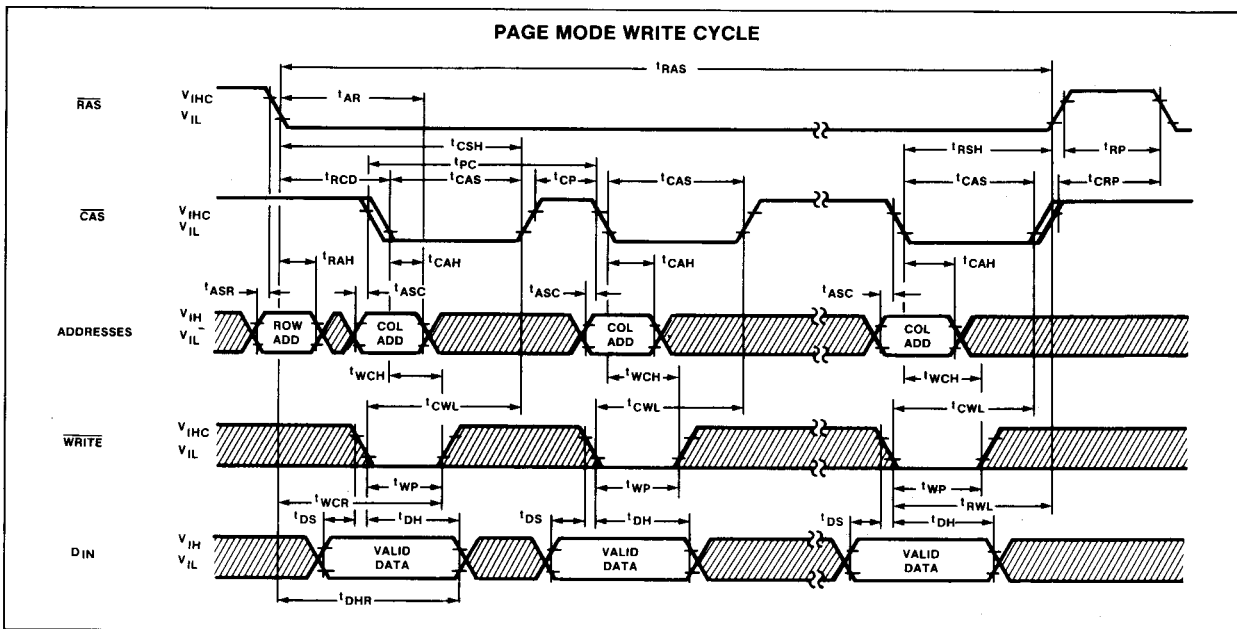 PAGE MODE WRITE CYCLE
tRAS
RAS
VIHC
VIL
tAR
tCSH
tRSH
tRP
tPC
tRCD
tCAS
tCP
tCAS
tCAS
tCRP
CAS
VIHC
VIL
tRAH
tCAH
tCAH
tCAH
tASR
tASC
tASC
tASC
ADDRESSES
VIH
VIL
ROW ADD
COL ADD
COL ADD
COL ADD
tWCH
tWCH
tWCH
tCWL
tCWL
tCWL
WRITE
VIHC
VIL
tWP
tWP
tWP
tWCR
tRWL
tDS
tDH
tDS
tDH
tDS
tDH
DIN
VIH
VIL
VALID DATA
VALID DATA
VALID DATA
tDHR